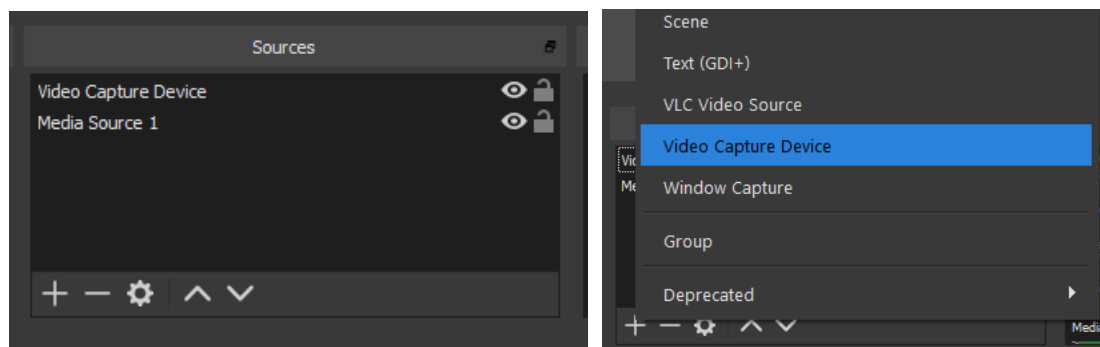 Sources
Video Capture Device
Media Source 1
Scene
Text (GDI+)
VLC Video Source
Video Capture Device
Window Capture
Group
Deprecated
Medi